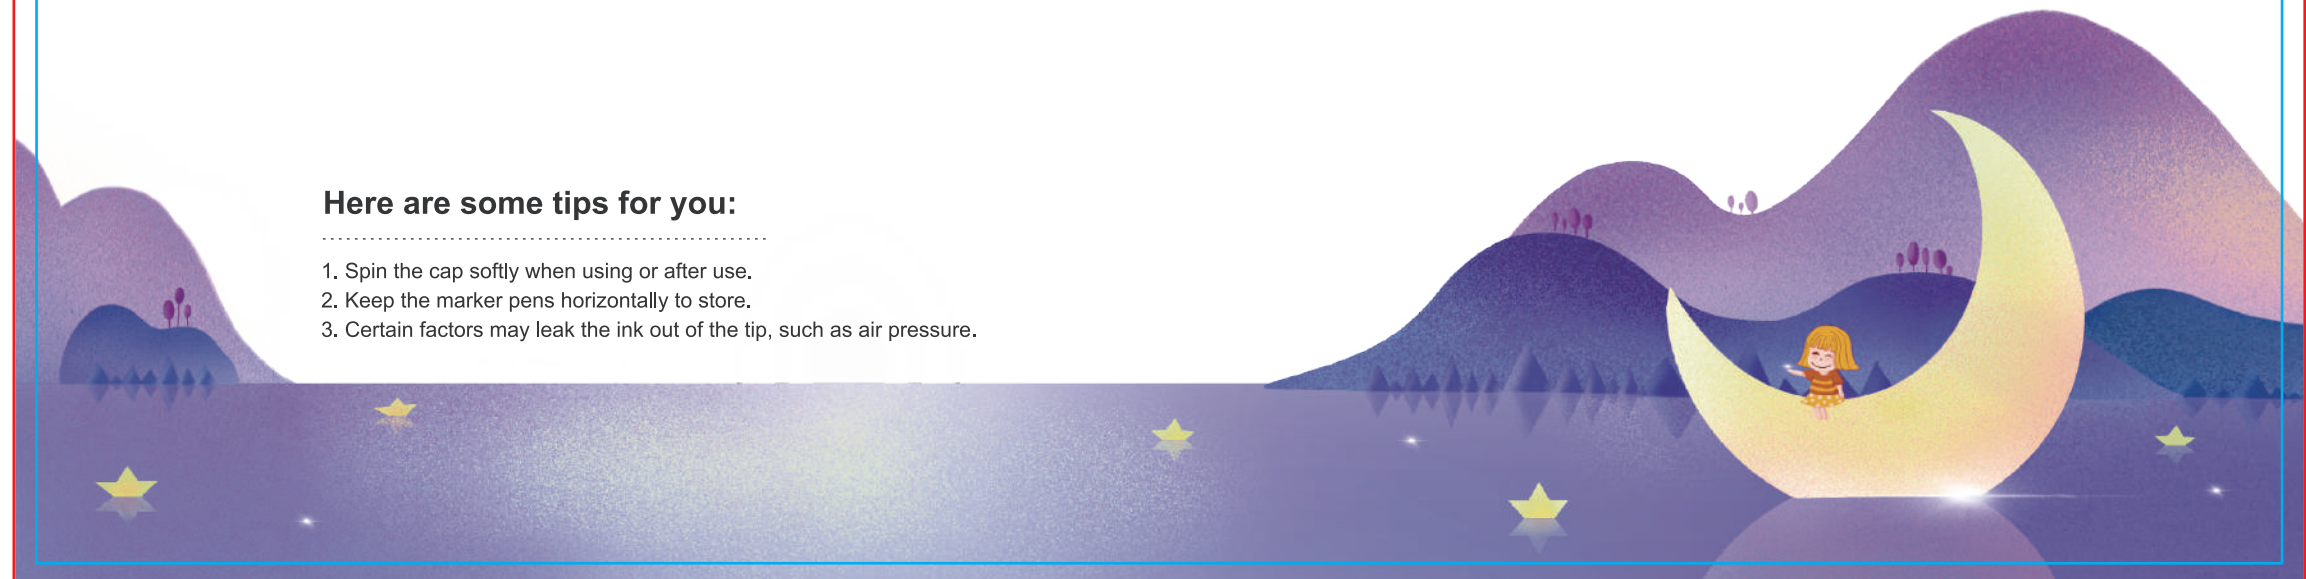 Here are some tips for you:
1. Spin the cap softly when using or after use.
2. Keep the marker pens horizontally to store.
3. Certain factors may leak the ink out of the tip, such as air pressure.